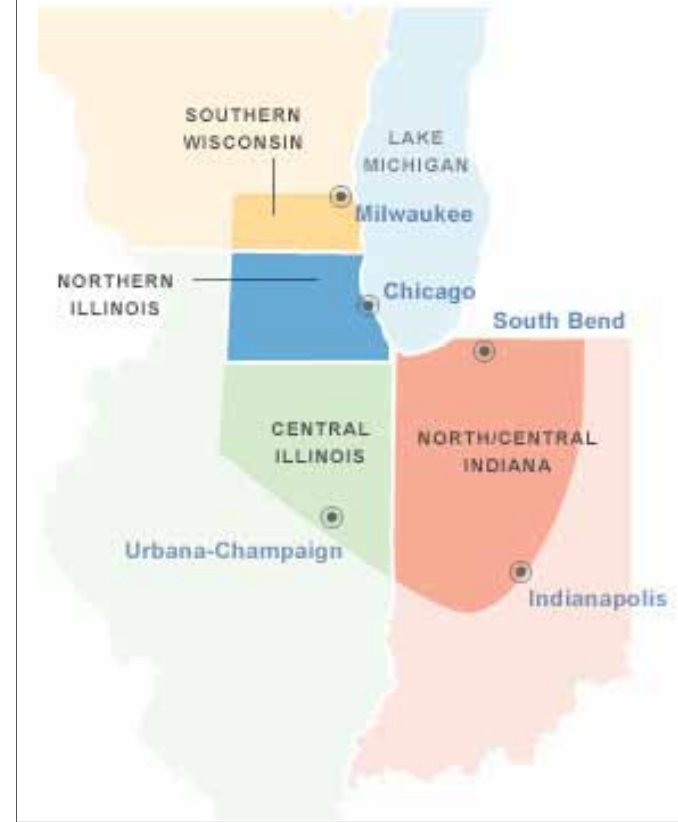 SOUTHERN
WISCONSIN
LAKE
MICHIGAN
Milwaukee
NORTHERN
ILLINOIS
Chicago
South Bend
CENTRAL
ILLINOIS
NORTH/CENTRAL
INDIANA
Urbana-Champaign
Indianapolis